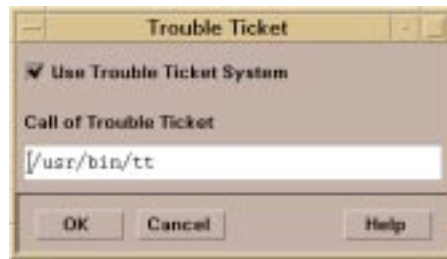 Trouble Ticket
Use Trouble Ticket System
Call of Trouble Ticket
/usr/bin/tt
OK Cancel Help